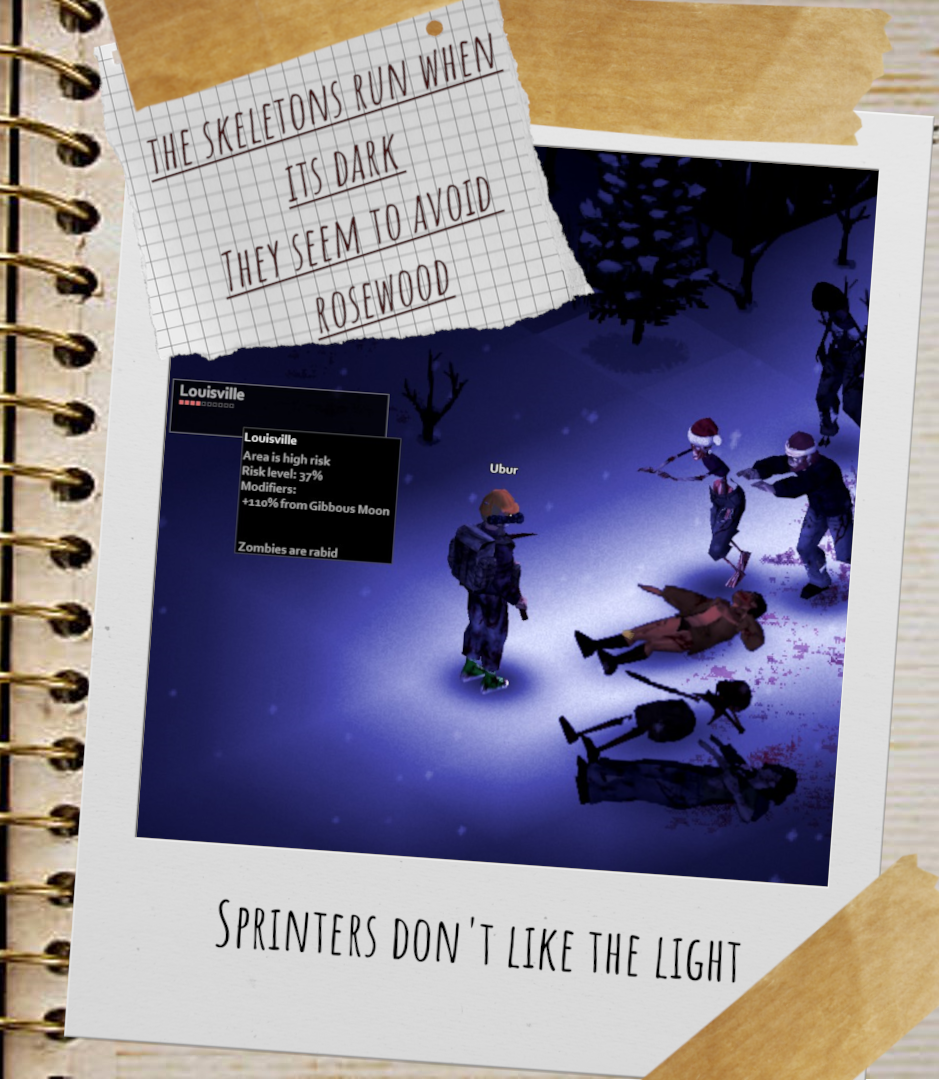 THE SKELETONS RUN WHEN
ITS DARK
THEY SEEM TO AVOID
ROSEWOOD
Louisville
Louisville
Area is high risk
Risk level: 37%
Modifiers:
+110% from Gibbous Moon
Zombies are rabid
Ubur
SPRINTERS DON'T LIKE THE LIGHT